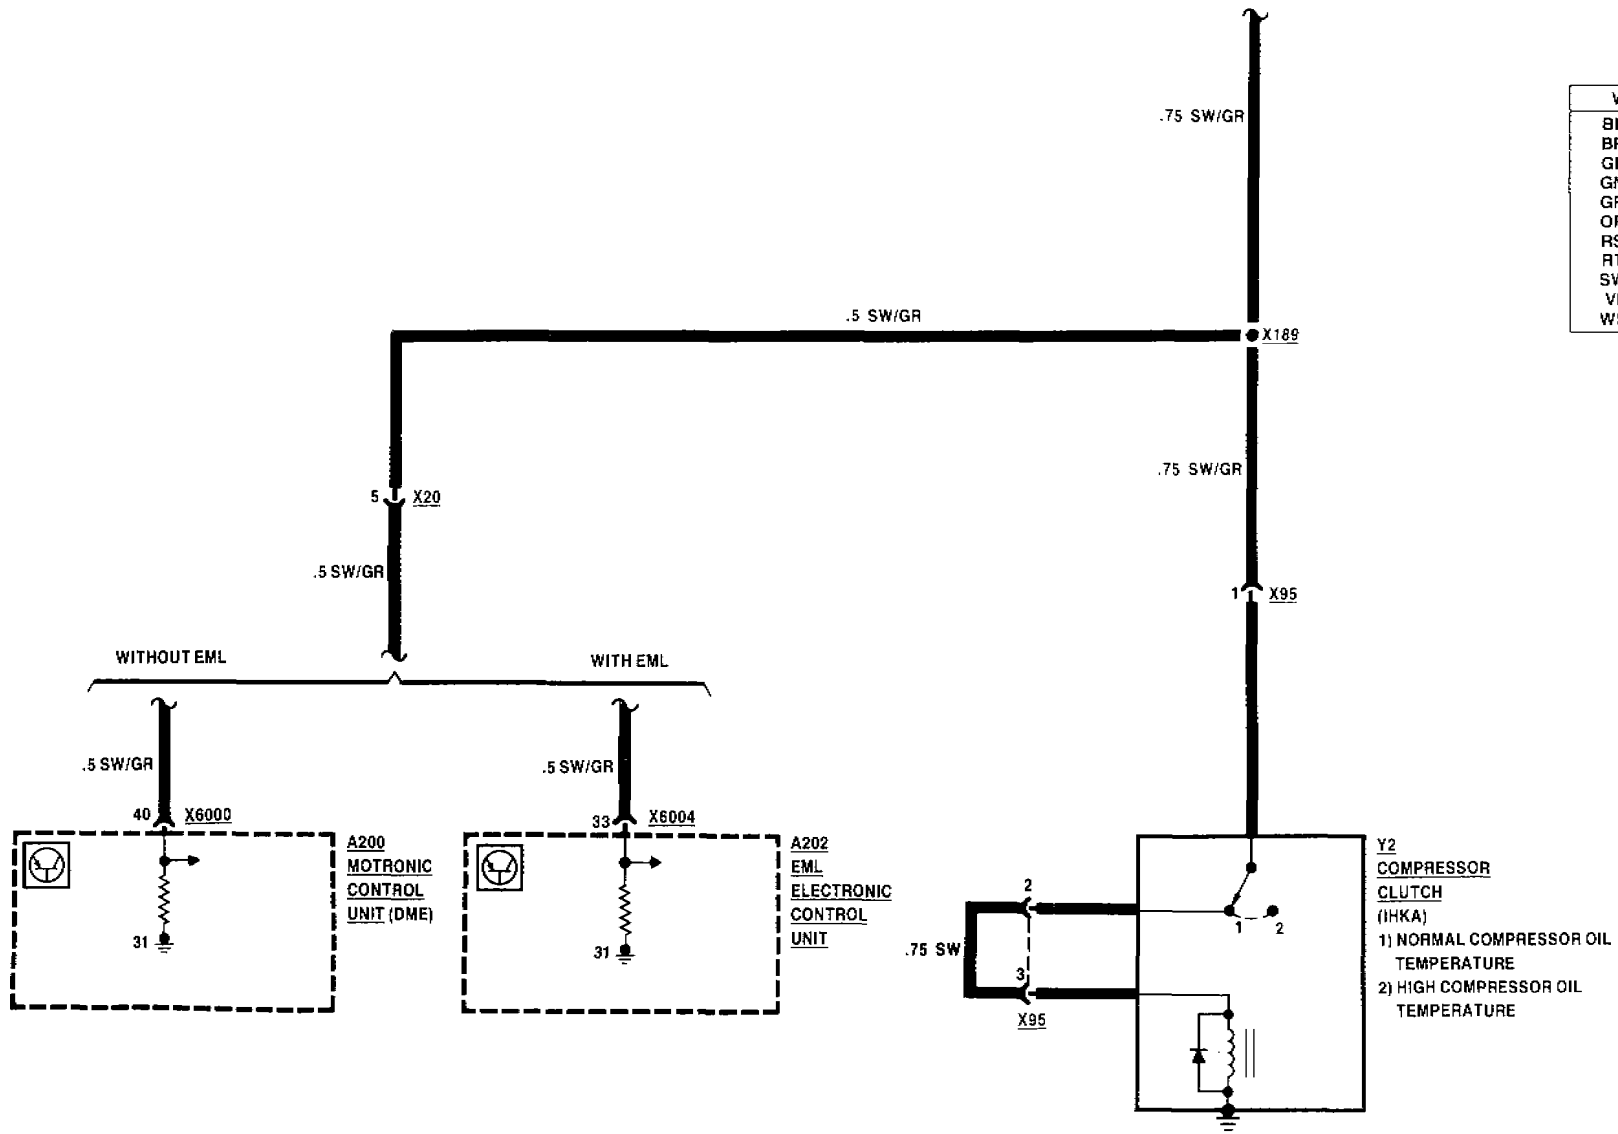 .75 SW/GR
.5 SW/GR
X189
.75 SW/GR
5 X20
1 X95
.5 SW/GR
WITHOUT EML
WITH EML
.5 SW/GR
.5 SW/GR
40 X6000
33 X6004
A200
MOTRONIC
CONTROL
UNIT (DME)
31
A202
EML
ELECTRONIC
CONTROL
UNIT
31
Y2
COMPRESSOR
CLUTCH
(IHKA)
1) NORMAL COMPRESSOR OIL
TEMPERATURE
2) HIGH COMPRESSOR OIL
TEMPERATURE
1 2
2
.75 SW
3
X95